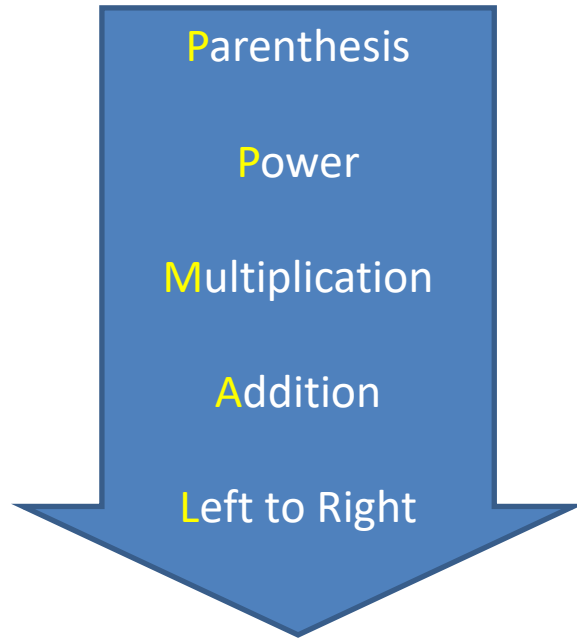 Parenthesis
Power
Multiplication
Addition
Left to Right